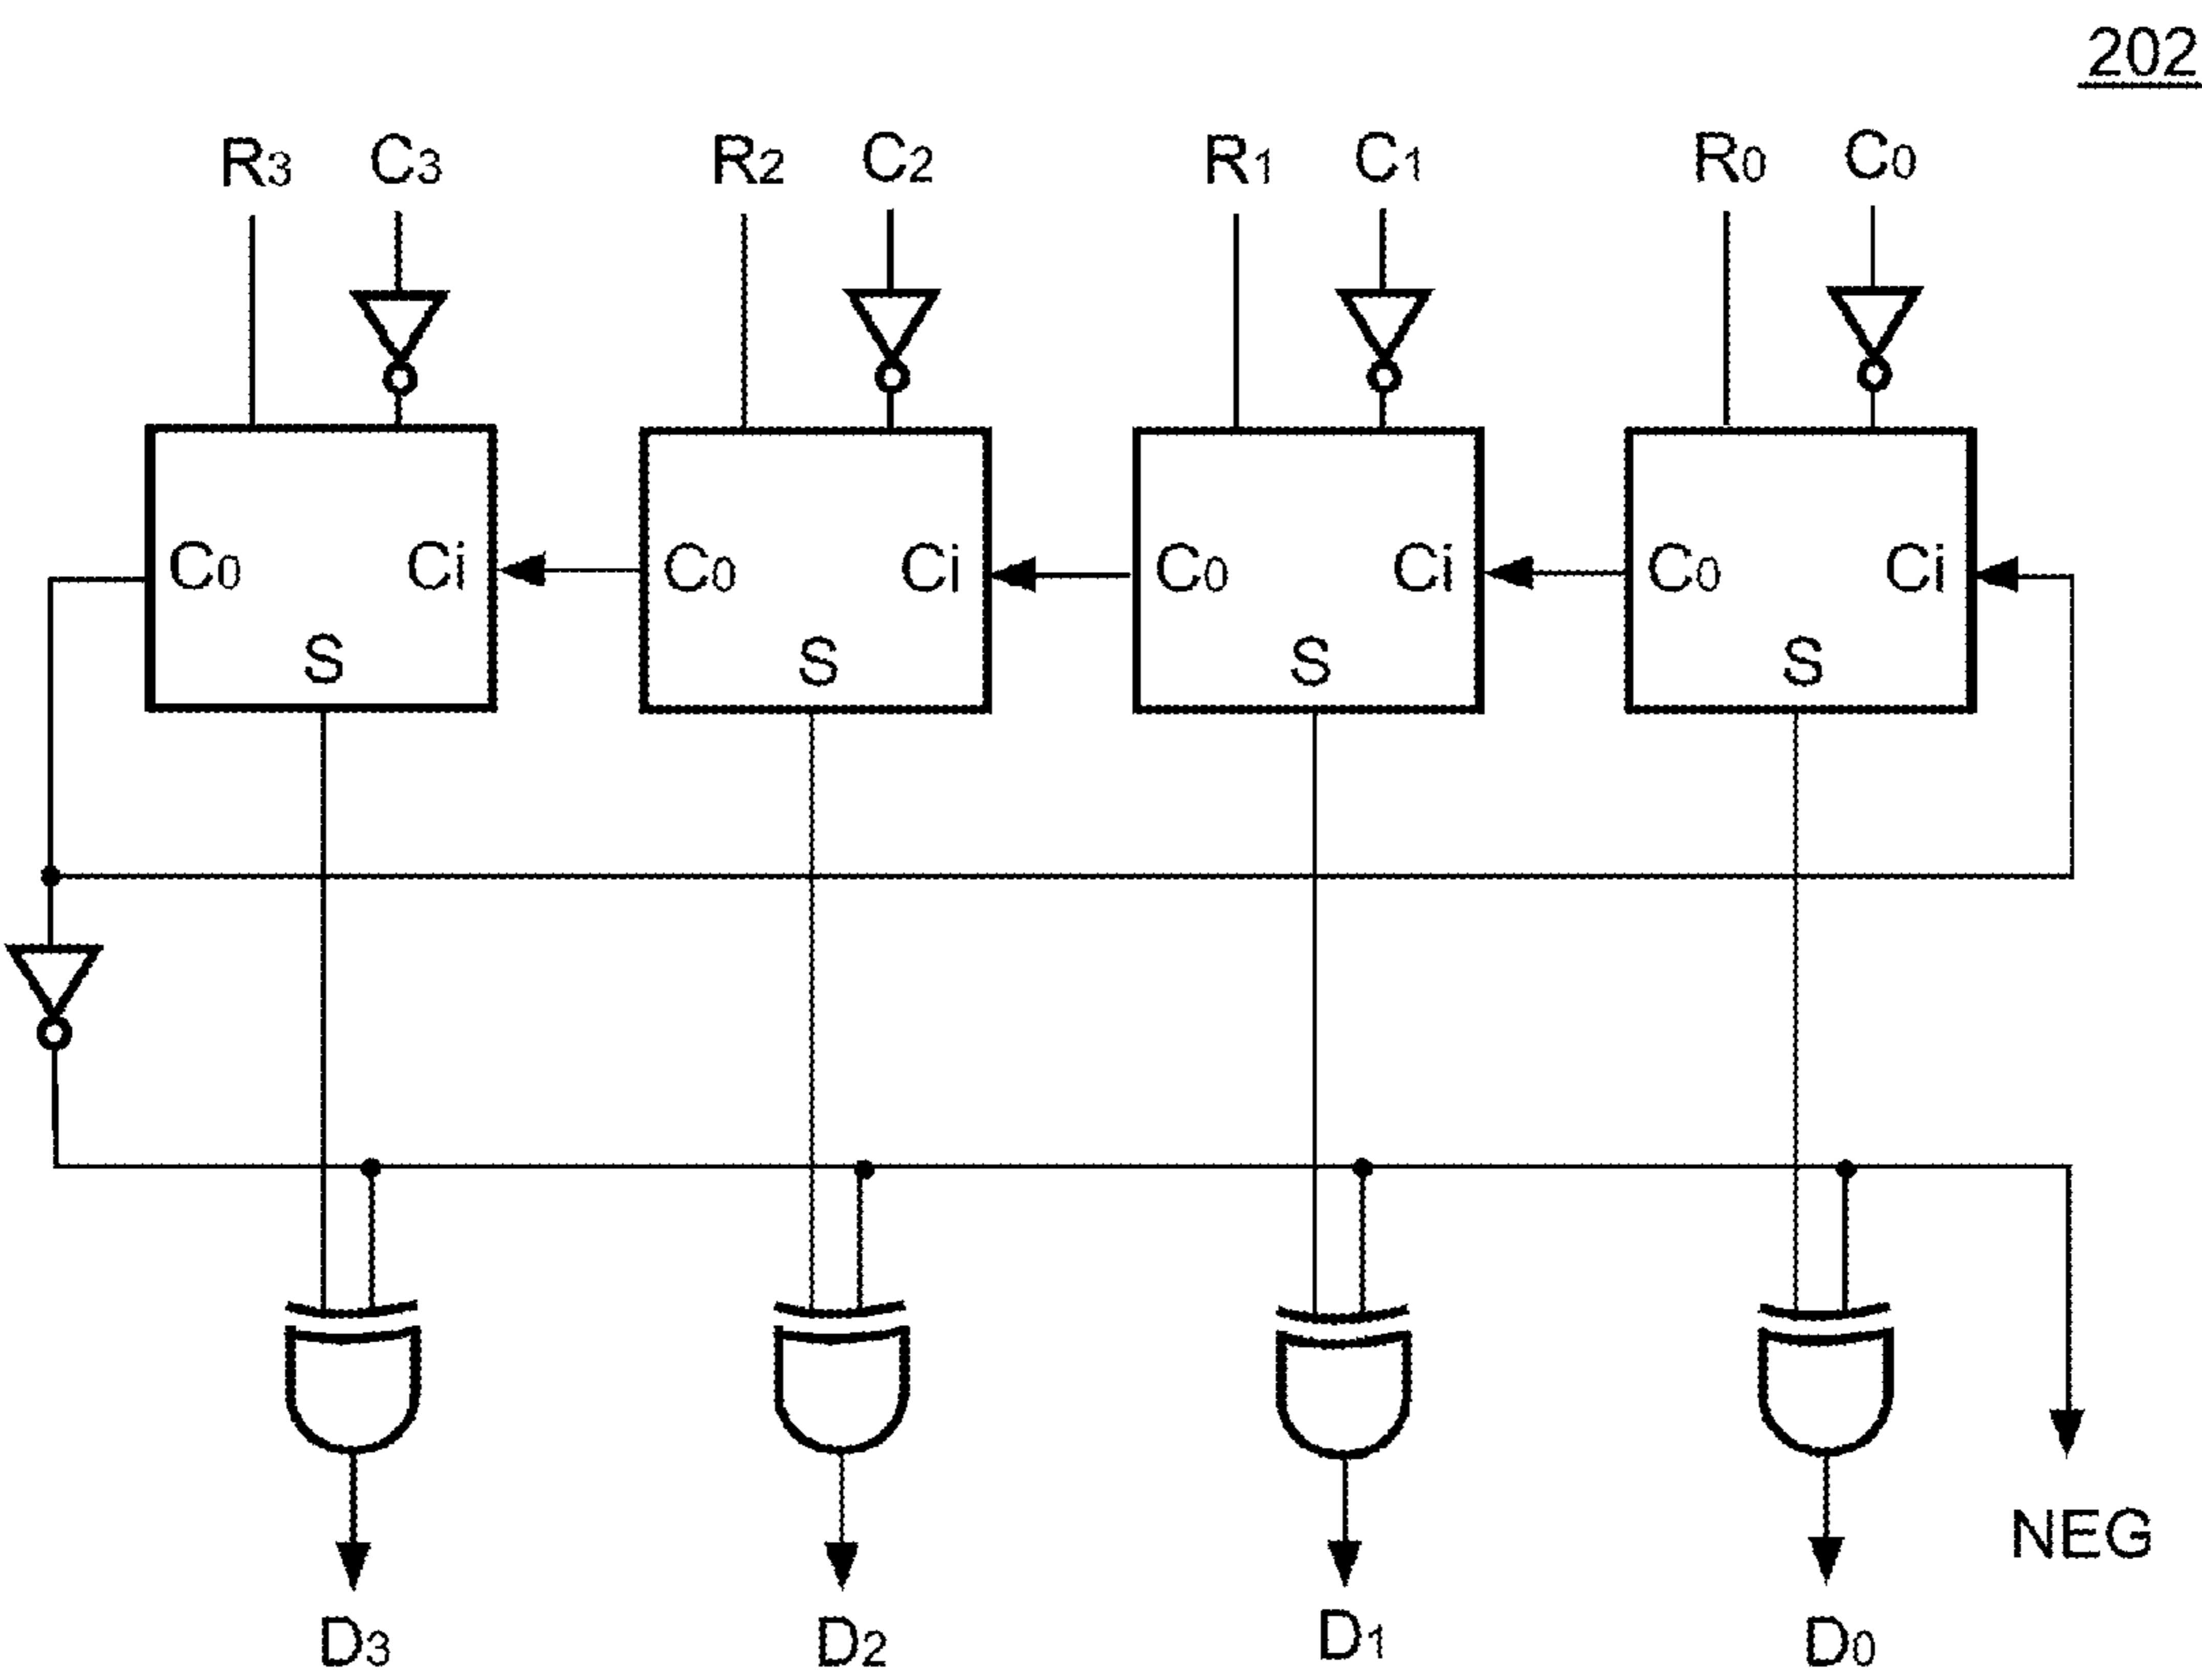 202
R3 C3 R2 C2 R1 C1 R0 C0
C0 Ci C0 Ci C0 Ci C0 Ci
S S S S
NEG
D3 D2 D1 D0